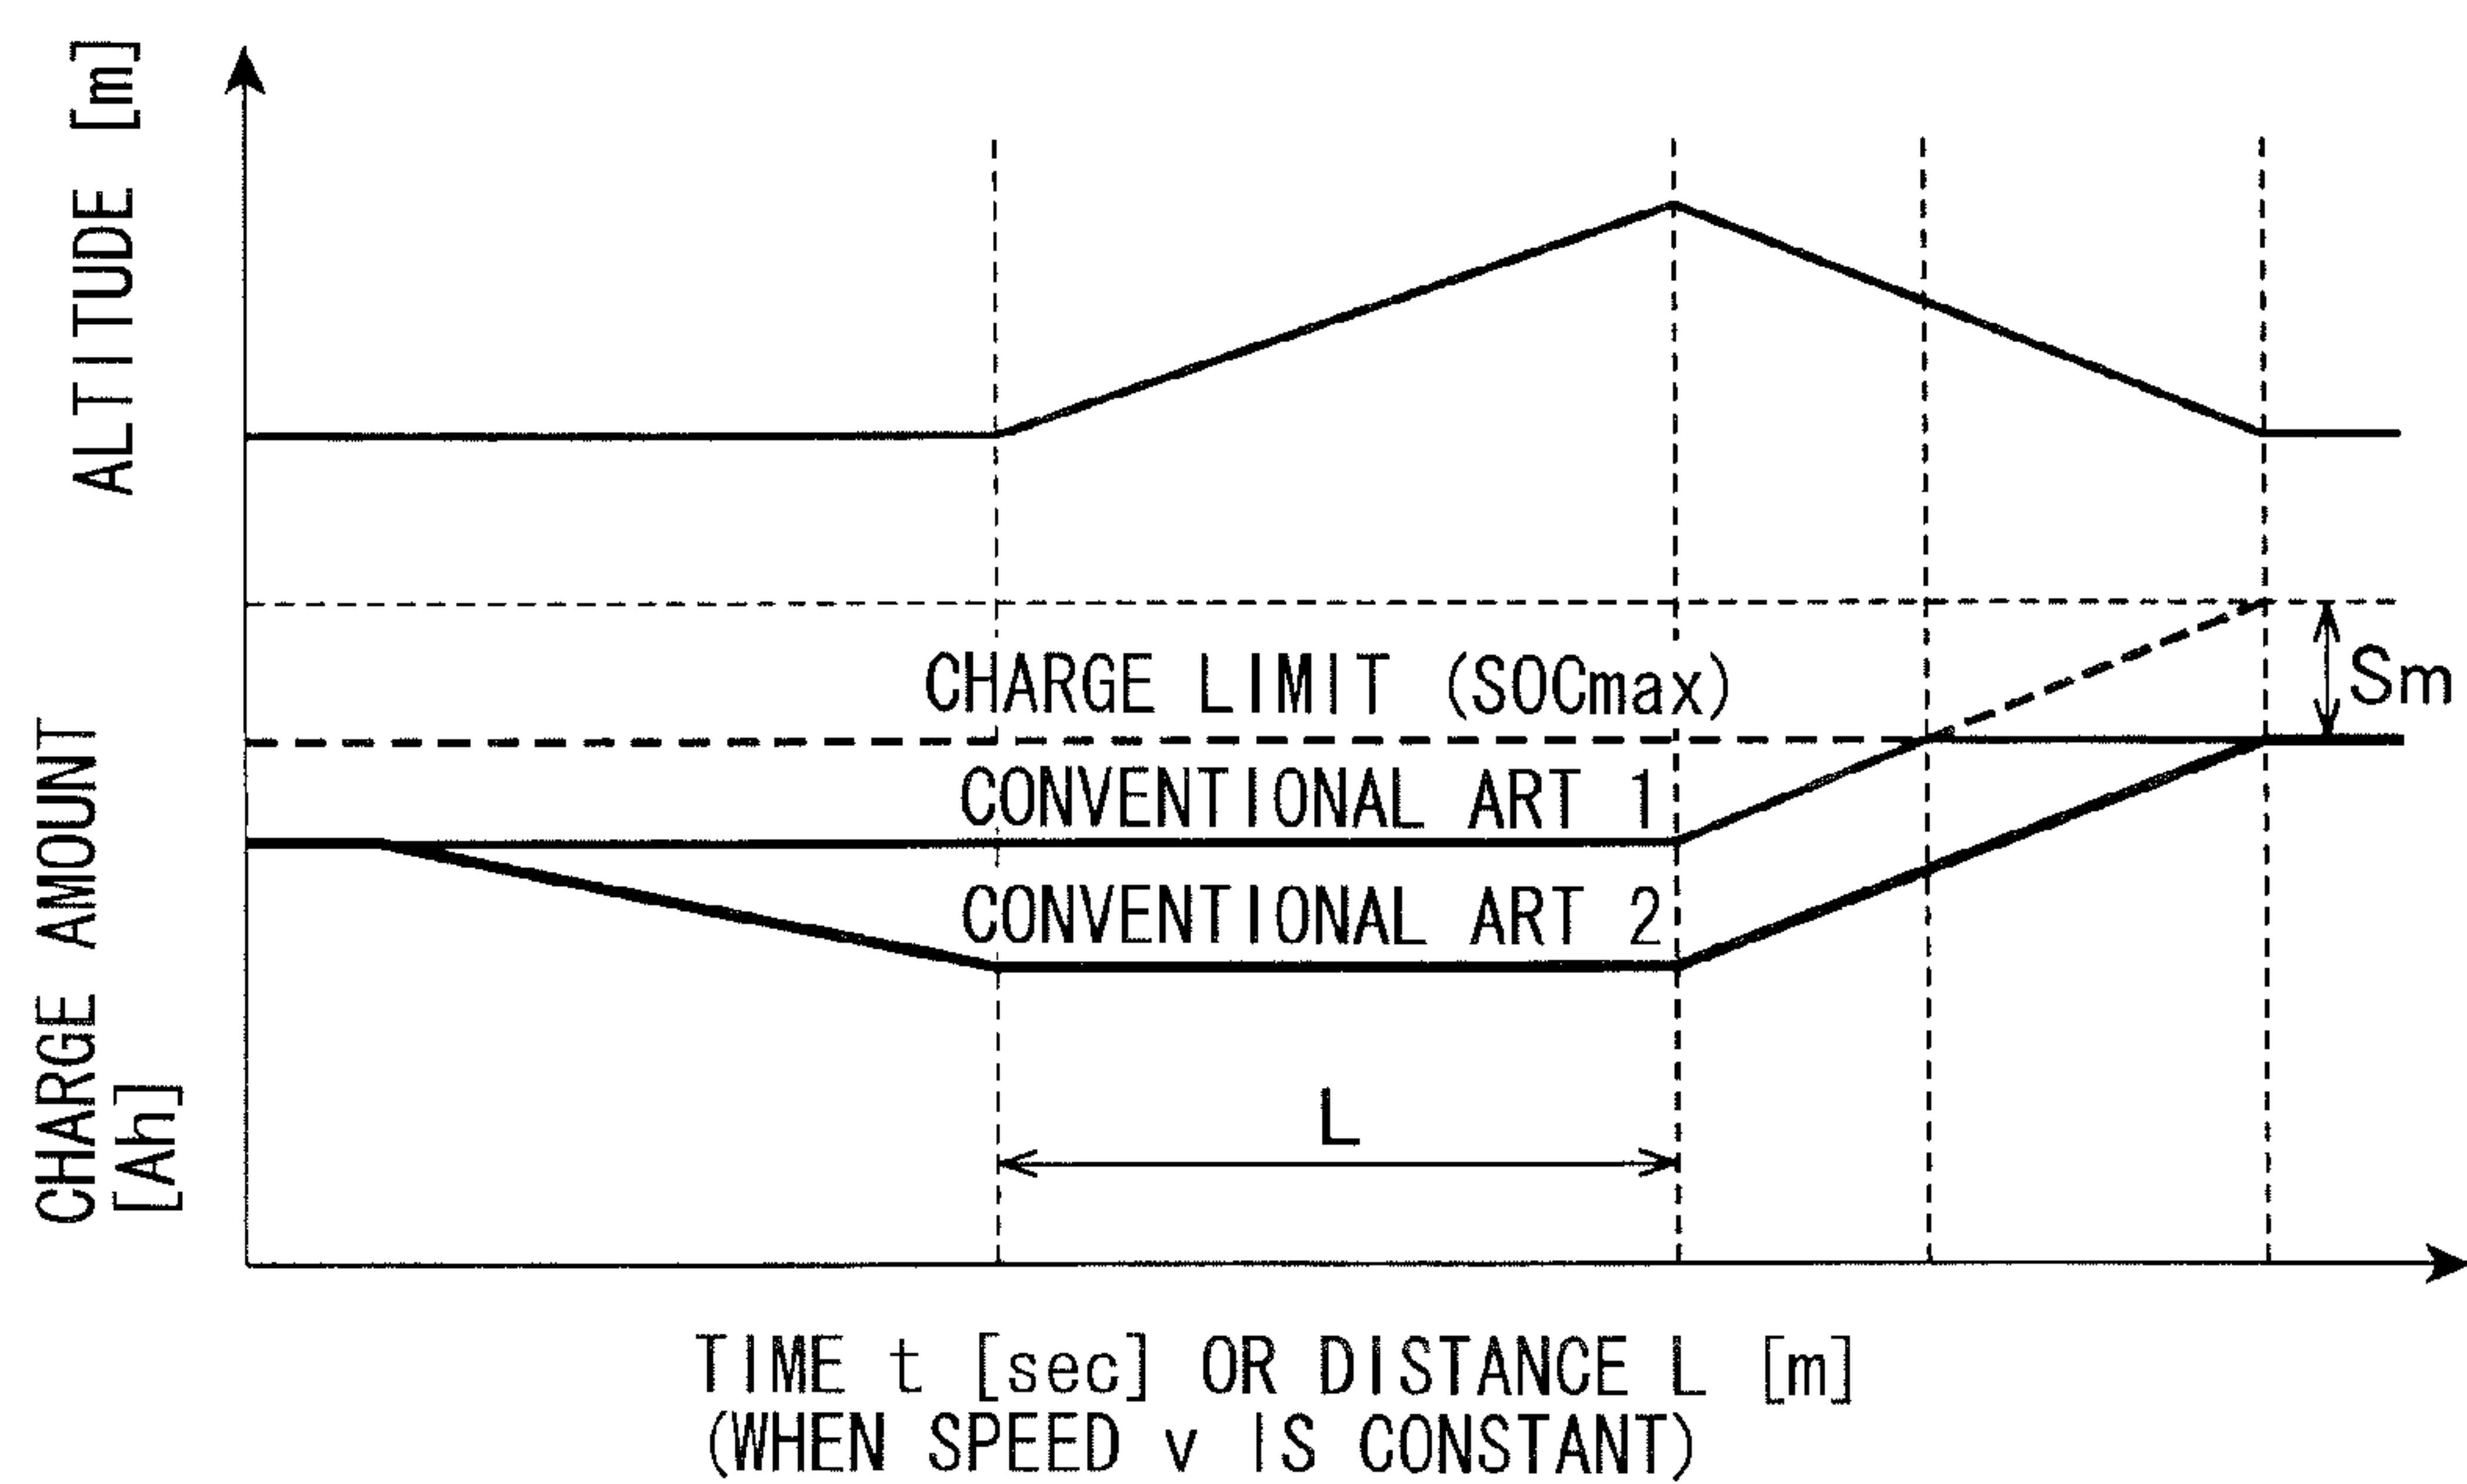 ALTITUDE [m]
CHARGE LIMIT (SOCmax)
Sm
CONVENTIONAL ART 1
CONVENTIONAL ART 2
CHARGE AMOUNT
[Ah]
L
TIME t [sec] OR DISTANCE L [m]
(WHEN SPEED v IS CONSTANT)